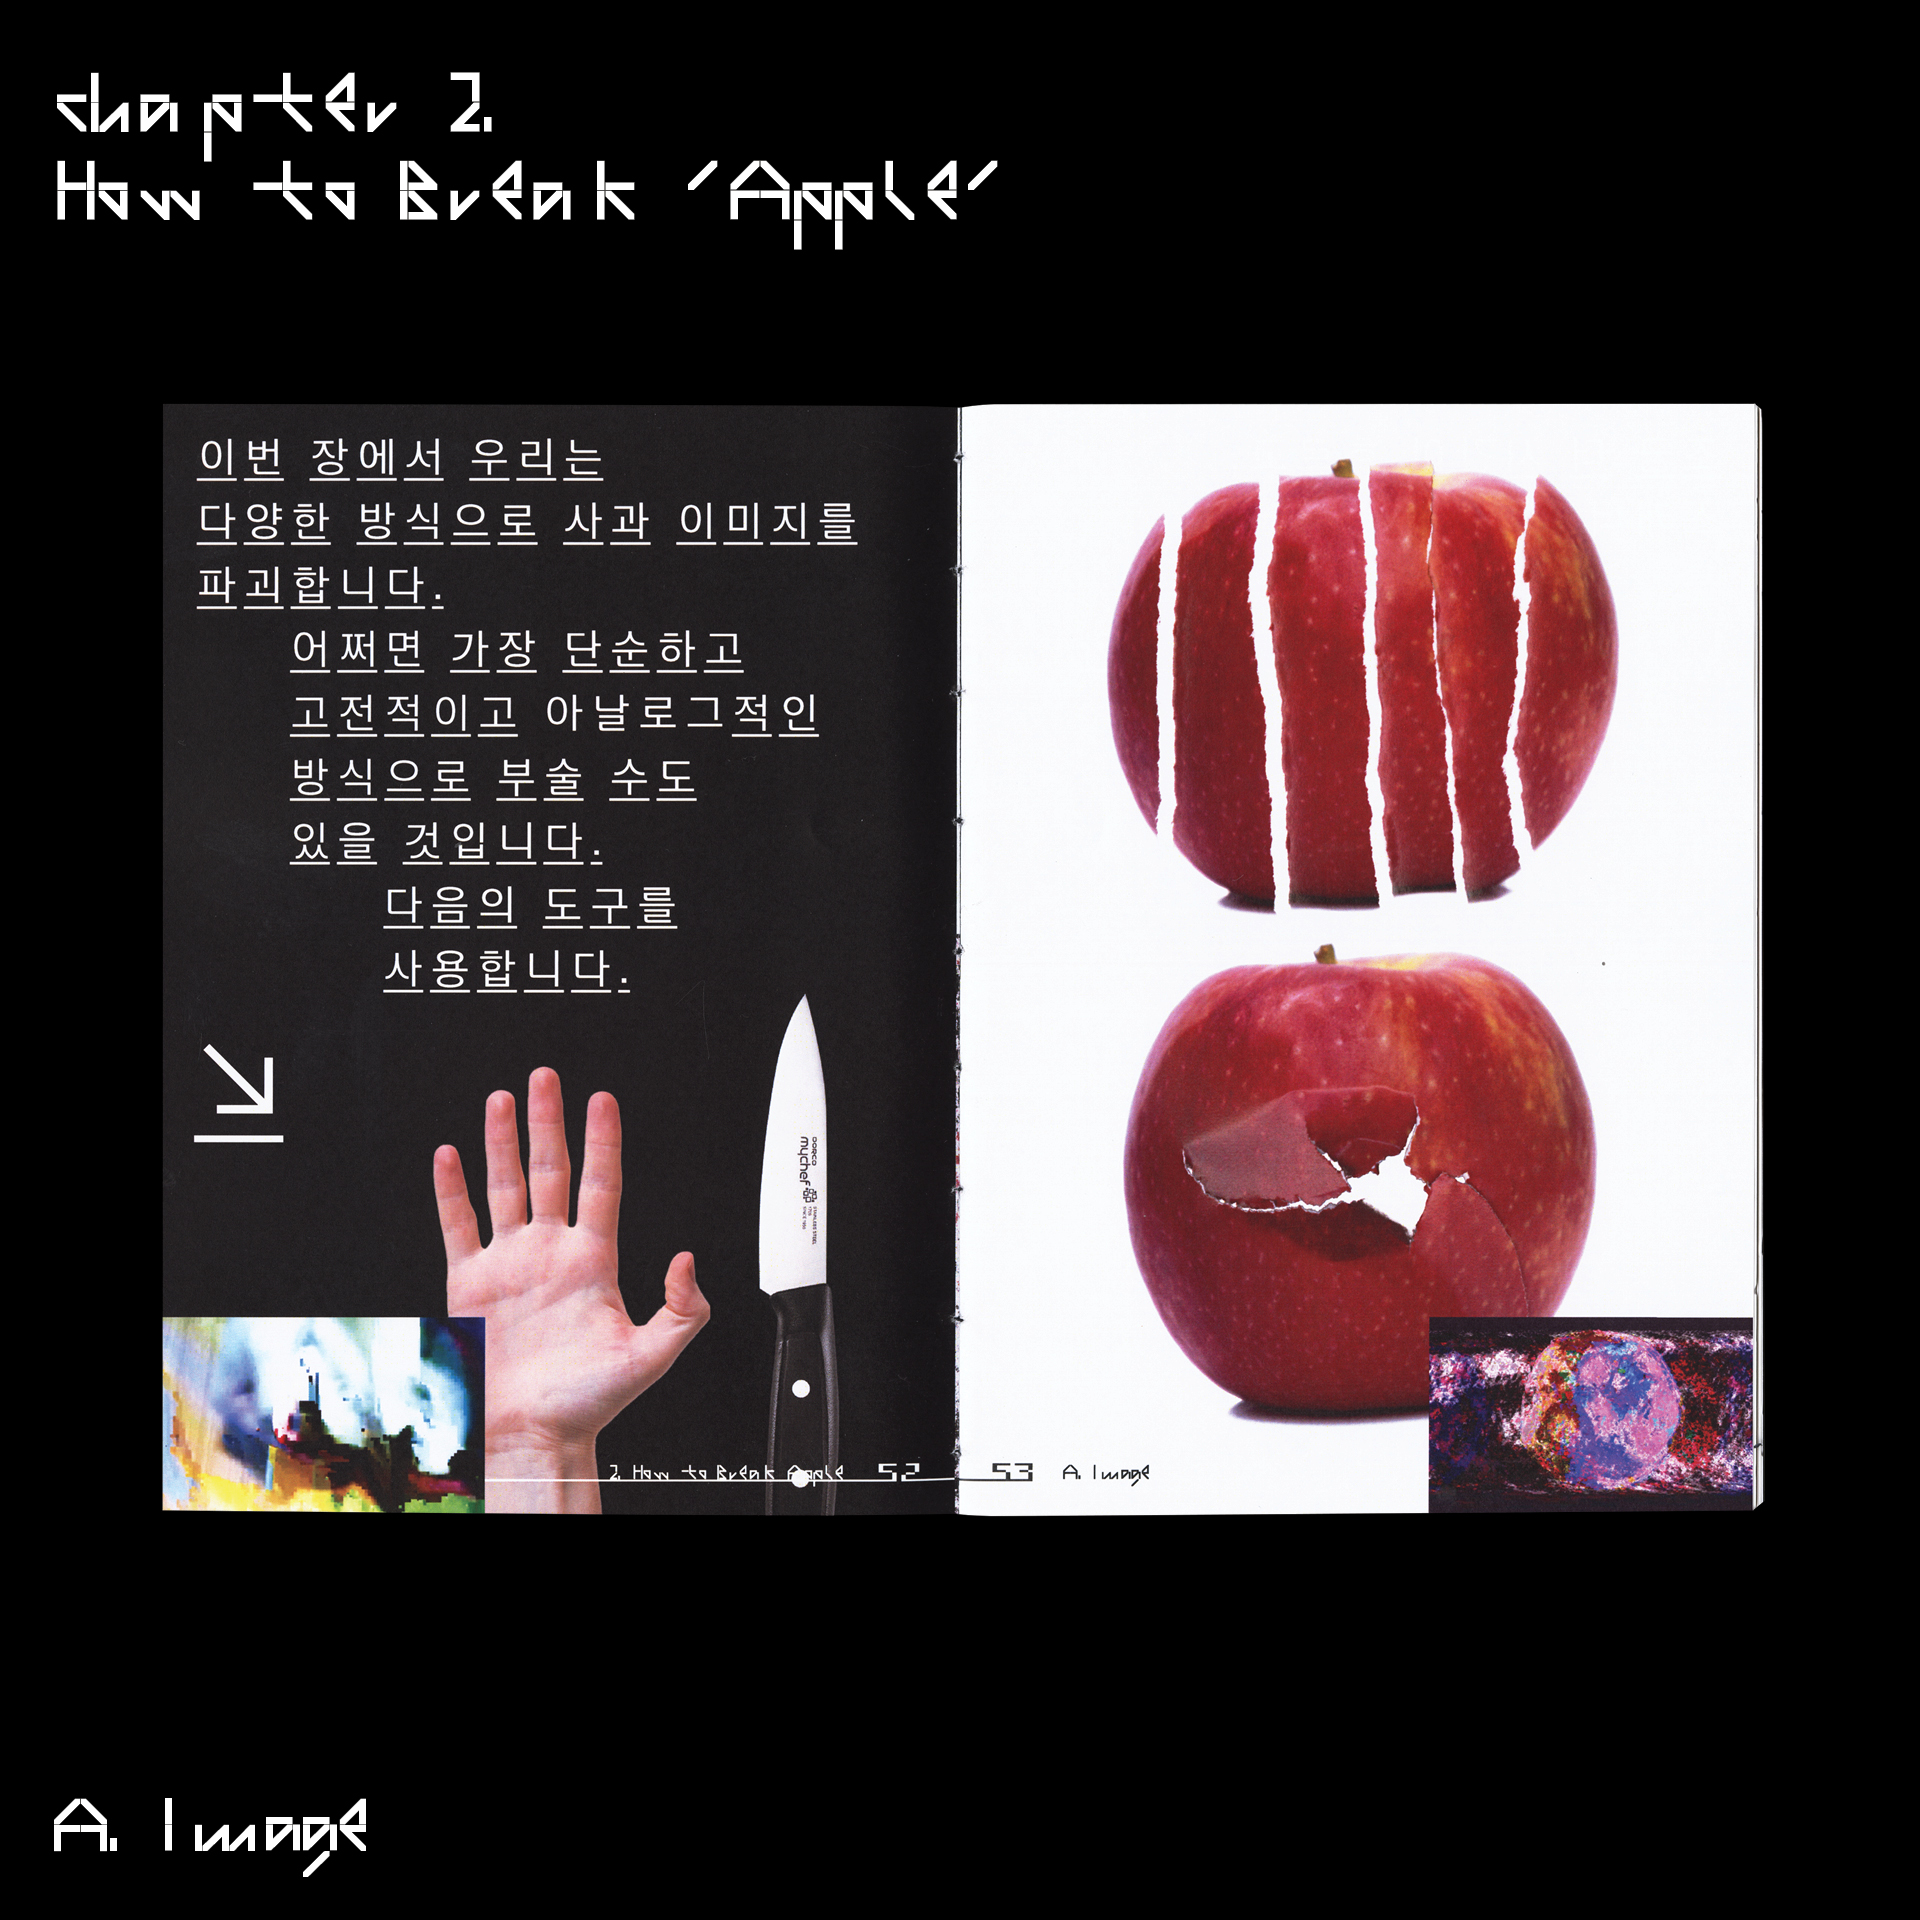 chapter 2.
How to Break 'Apple'
이번 장에서 우리는
다양한 방식으로 사과 이미지를
파괴합니다.
어쩌면 가장 단순하고
고전적이고 아날로그적인
방식으로 부술 수도
있을 것입니다.
다음의 도구를
사용합니다.
DORCO
mychef
STAINLESS STEEL
2. How to Break Apple 52
53 A. Image
A. Image